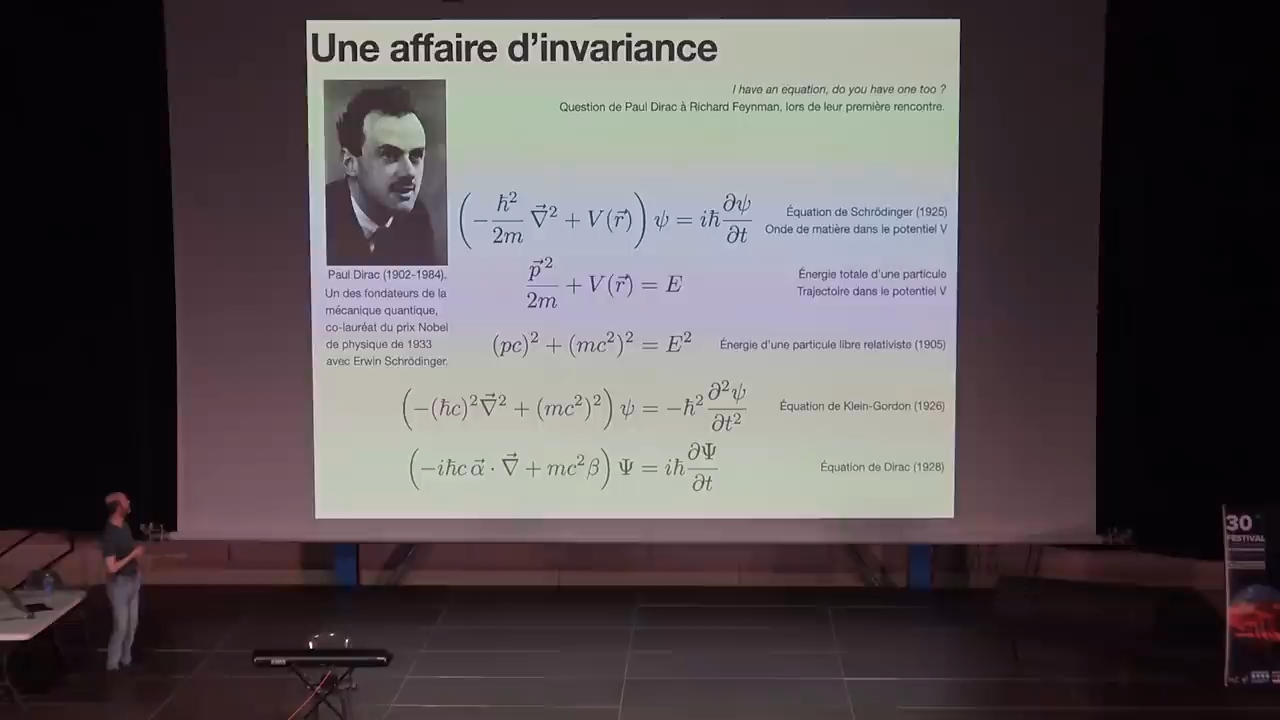 Une affaire d'invariance
I have an equation, do you have one too ?
Question de Paul Dirac à Richard Feynman, lors de leur première rencontre.
(−ħ²/2m ∇⃗² + V(r⃗)) ψ = iħ ∂ψ/∂t
Équation de Schrödinger (1925)
Onde de matière dans le potentiel V
Paul Dirac (1902-1984).
Un des fondateurs de la
mécanique quantique,
co-lauréat du prix Nobel
de physique de 1933
avec Erwin Schrödinger.
p⃗²/2m + V(r⃗) = E
Énergie totale d'une particule
Trajectoire dans le potentiel V
(pc)² + (mc²)² = E²
Énergie d'une particule libre relativiste (1905)
(−(ħc)²∇⃗² + (mc²)²) ψ = −ħ² ∂²ψ/∂t²
Équation de Klein-Gordon (1926)
(−iħc α⃗ · ∇⃗ + mc²β) Ψ = iħ ∂Ψ/∂t
Équation de Dirac (1928)
30
FESTIVAL